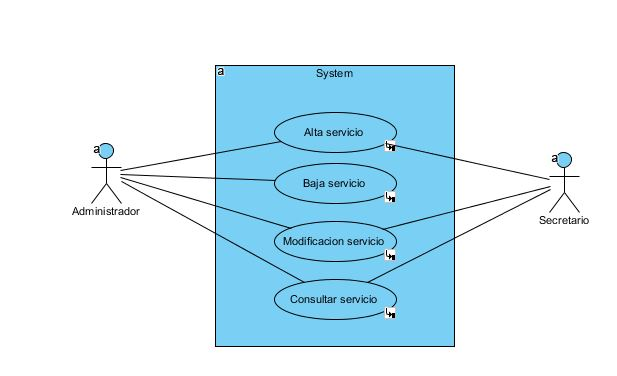 a
System
Alta servicio
a
a
Baja servicio
Administrador
Secretario
Modificacion servicio
Consultar servicio